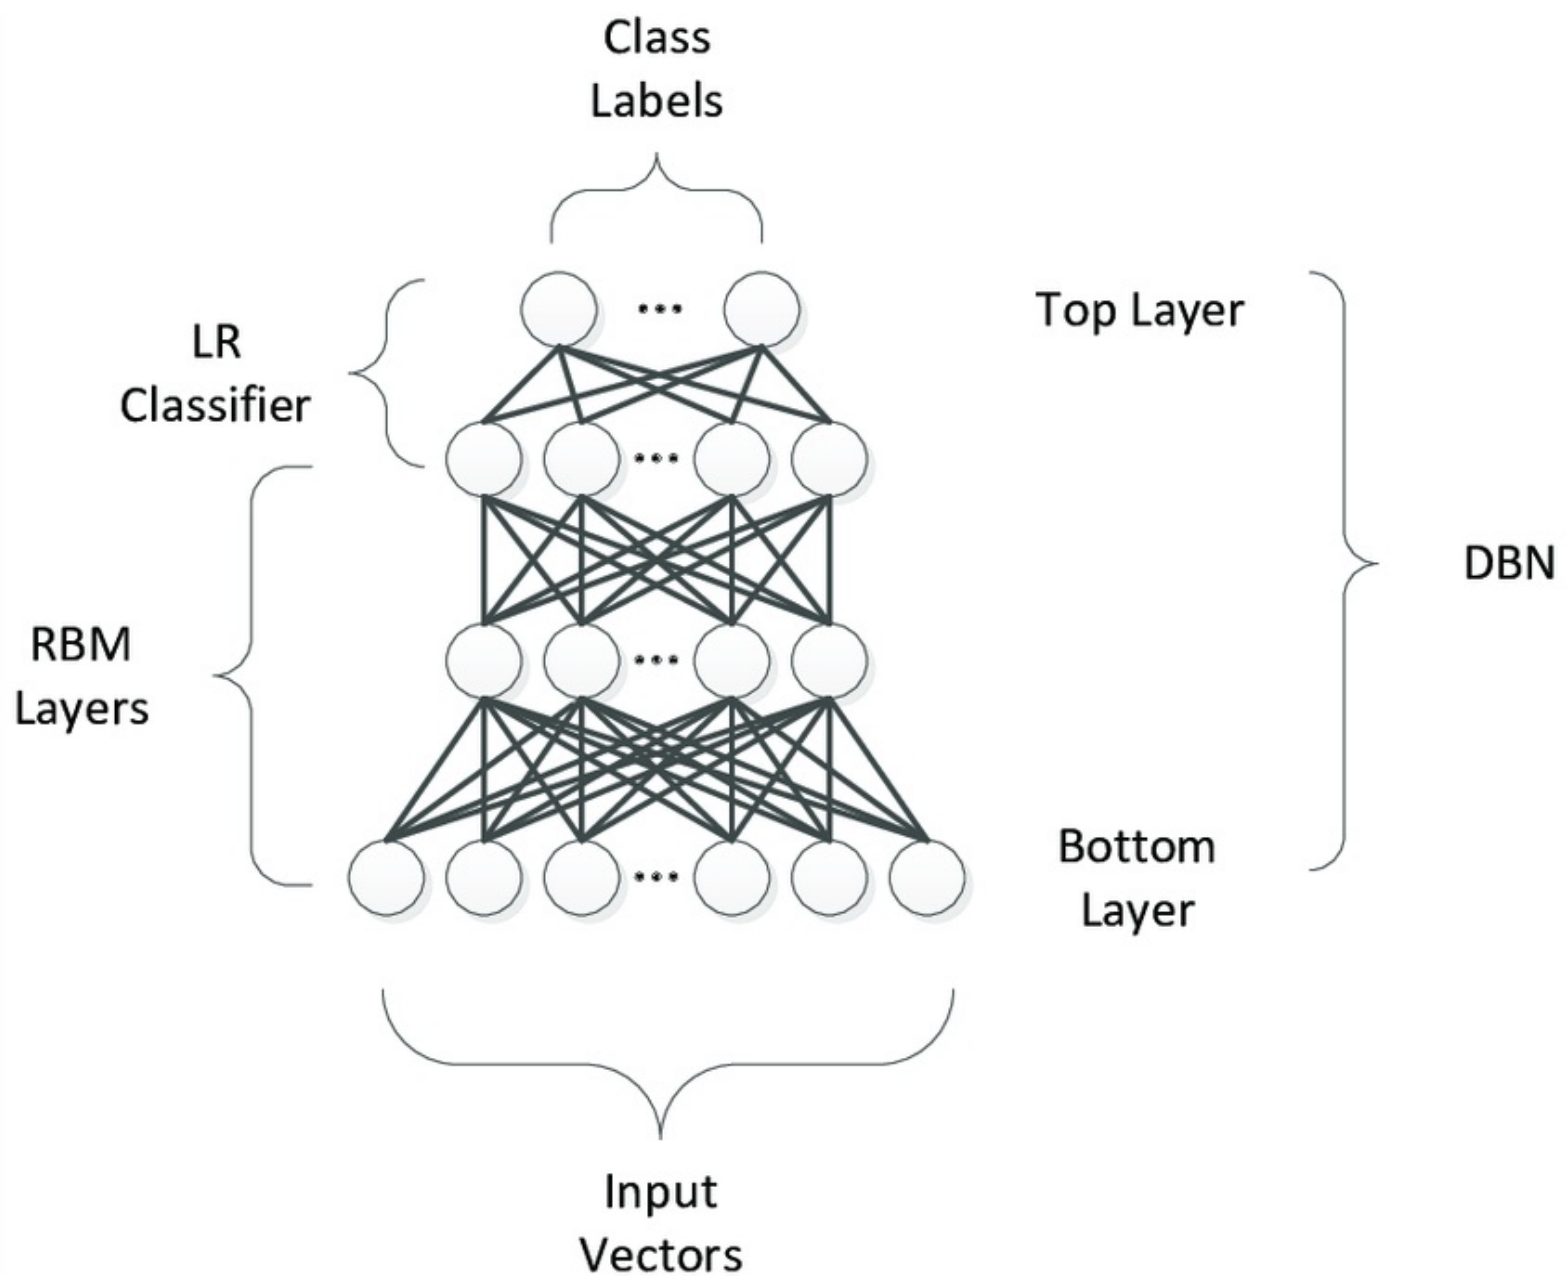 Class
Labels
LR
Classifier
Top Layer
DBN
RBM
Layers
Bottom
Layer
Input
Vectors